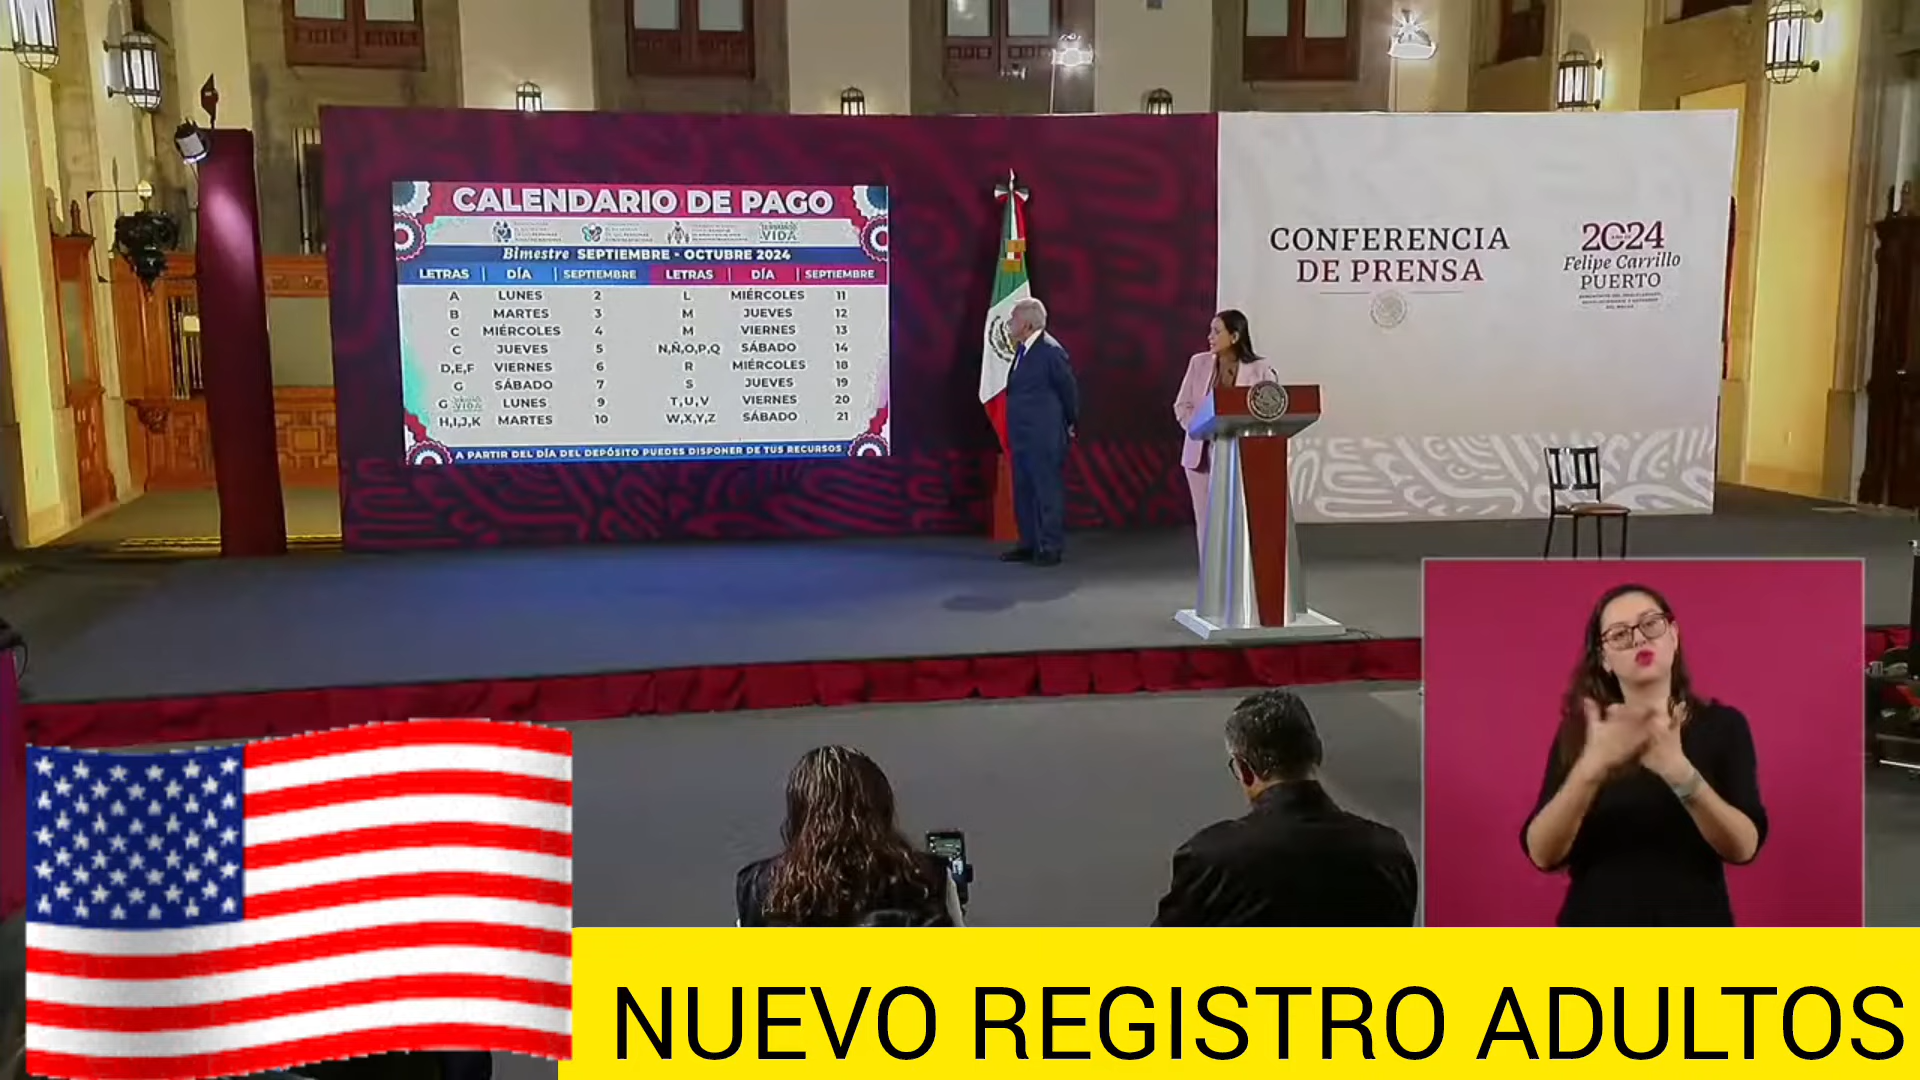 CALENDARIO DE PAGO
VIDA
Bimestre SEPTIEMBRE - OCTUBRE 2024
LETRAS DÍA SEPTIEMBRE LETRAS DÍA SEPTIEMBRE
A LUNES 2 L MIÉRCOLES 11
B MARTES 3 M JUEVES 12
C MIÉRCOLES 4 M VIERNES 13
C JUEVES 5 N,Ñ,O,P,Q SÁBADO 14
D,E,F VIERNES 6 R MIÉRCOLES 18
G SÁBADO 7 S JUEVES 19
G VIDA LUNES 9 T,U,V VIERNES 20
H,I,J,K MARTES 10 W,X,Y,Z SÁBADO 21
A PARTIR DEL DÍA DEL DEPÓSITO PUEDES DISPONER DE TUS RECURSOS
CONFERENCIA
DE PRENSA
2024
Felipe Carrillo
PUERTO
NUEVO REGISTRO ADULTOS